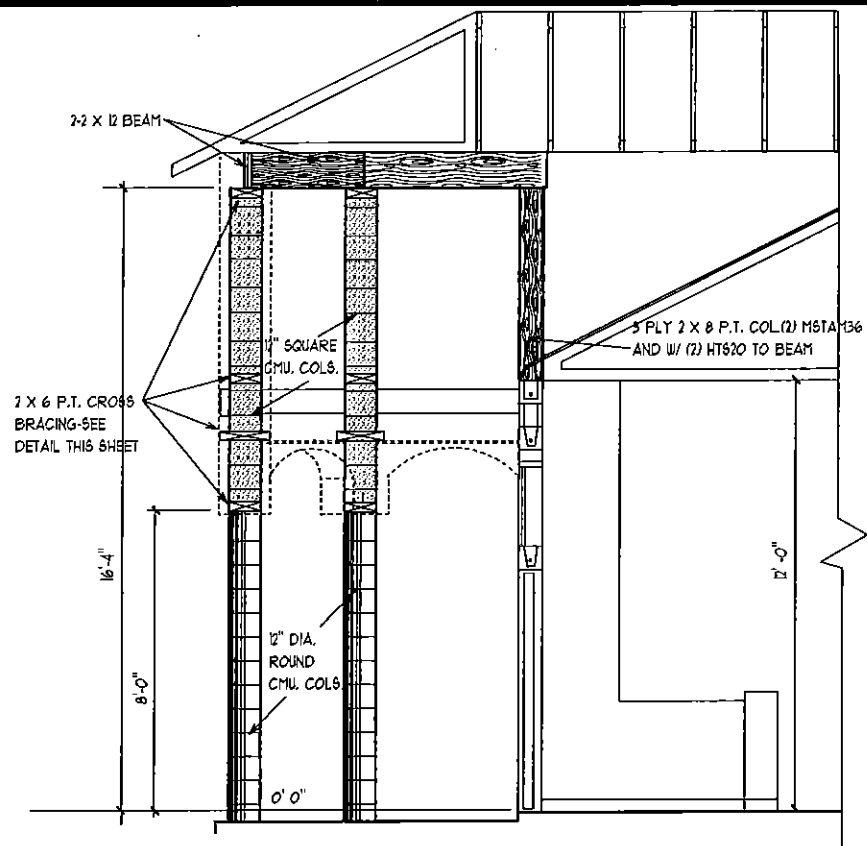 2-2 X 12 BEAM
12" SQUARE
CMU. COLS.
3 PLY 2 X 8 P.T. COL.(2) MSTAM36
AND W/ (2) HTS20 TO BEAM
2 X 6 P.T. CROSS
BRACING-SEE
DETAIL THIS SHEET
16'-4"
8'-0"
12'-0"
12" DIA.
ROUND
CMU. COLS.
0' 0"